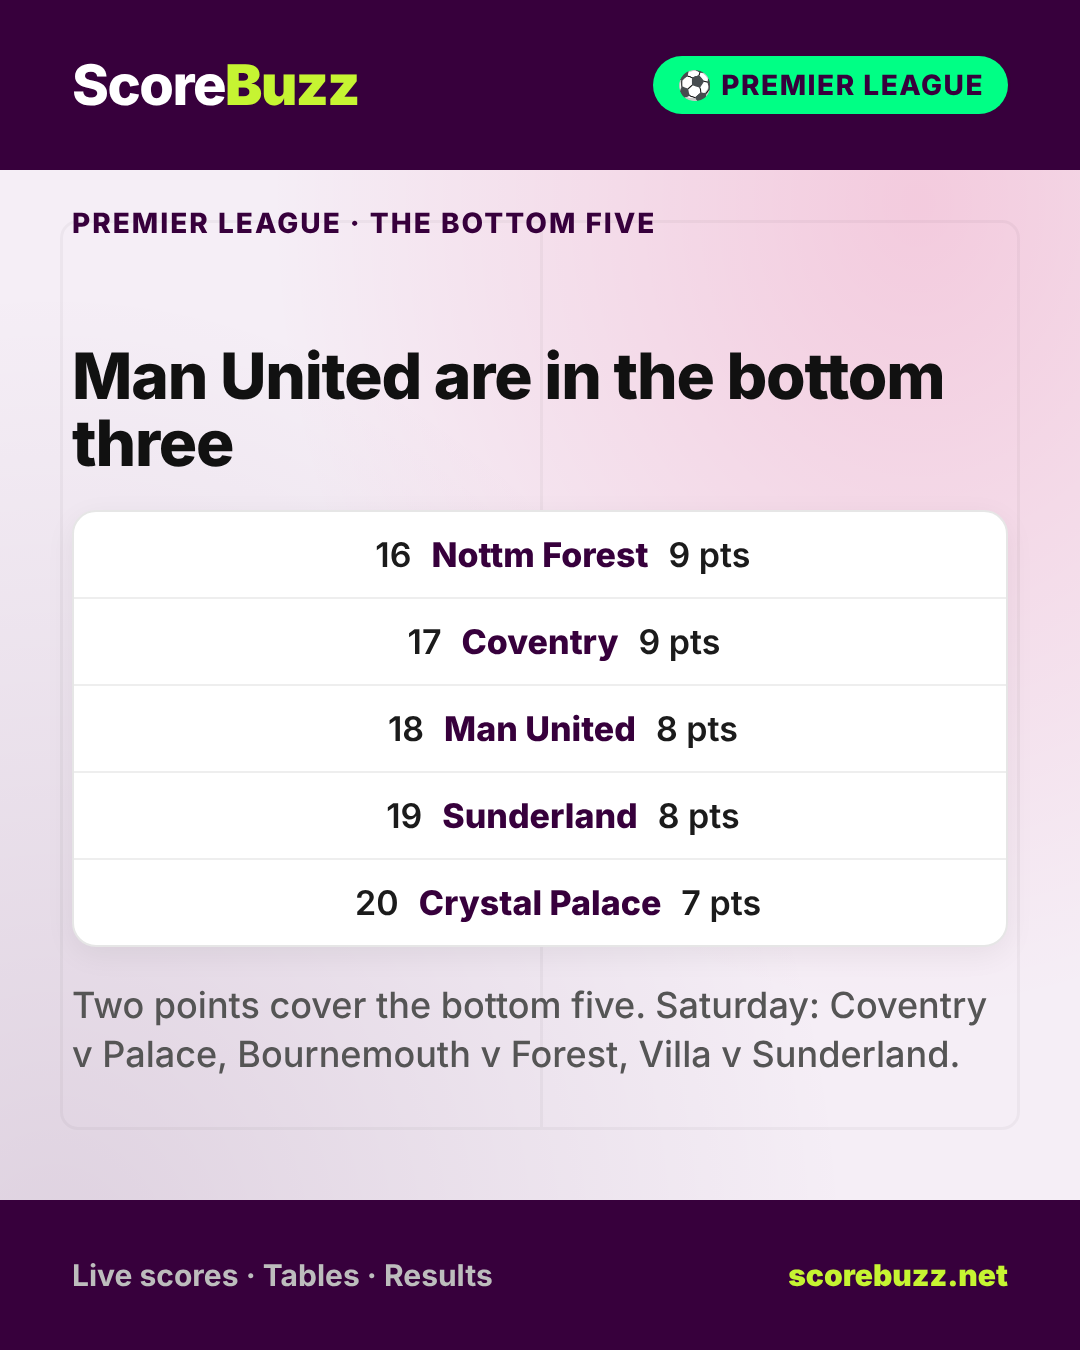 ScoreBuzz
⚽ PREMIER LEAGUE
PREMIER LEAGUE · THE BOTTOM FIVE
Man United are in the bottom
three
16 Nottm Forest 9 pts
17 Coventry 9 pts
18 Man United 8 pts
19 Sunderland 8 pts
20 Crystal Palace 7 pts
Two points cover the bottom five. Saturday: Coventry
v Palace, Bournemouth v Forest, Villa v Sunderland.
Live scores · Tables · Results
scorebuzz.net